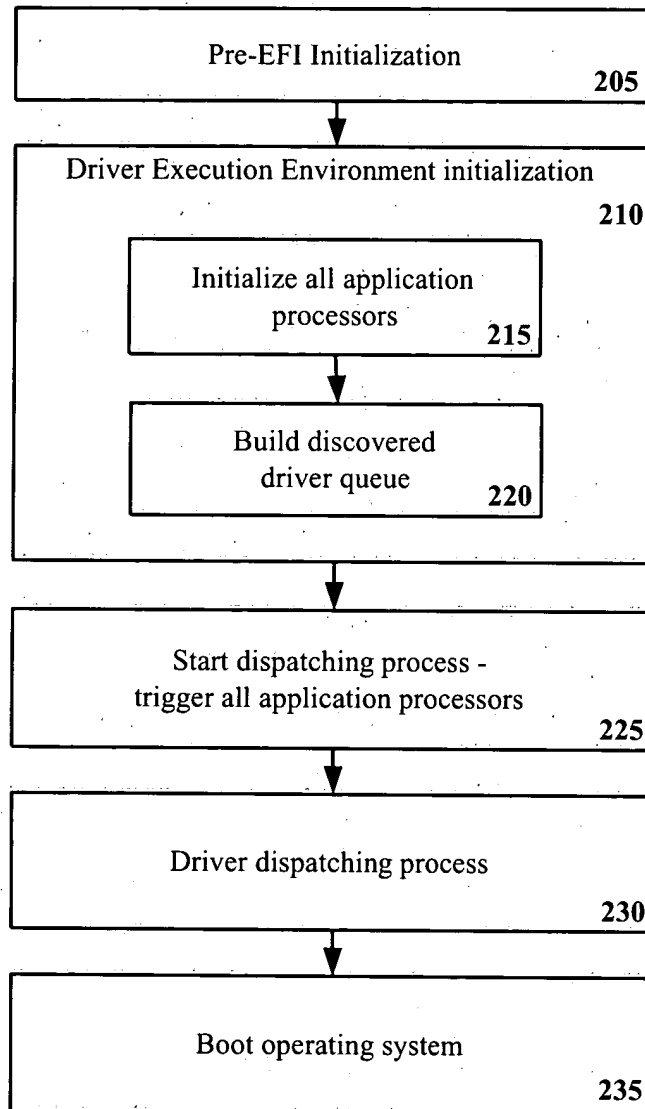 Pre-EFI Initialization
205
Driver Execution Environment initialization
210
Initialize all application
processors
215
Build discovered
driver queue
220
Start dispatching process -
trigger all application processors
225
Driver dispatching process
230
Boot operating system
235